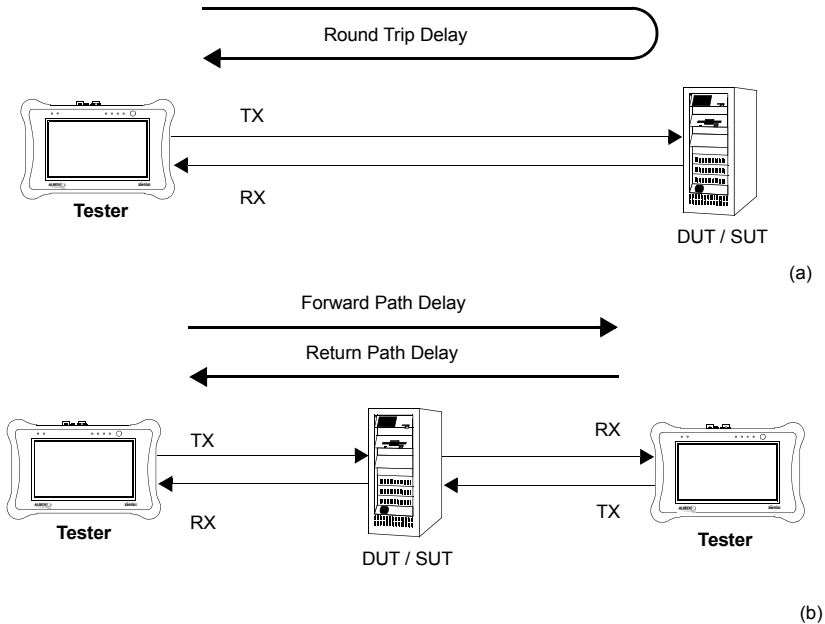 Round Trip Delay
TX
RX
Tester
DUT / SUT
(a)
Forward Path Delay
Return Path Delay
TX
RX
RX
TX
Tester
DUT / SUT
Tester
(b)